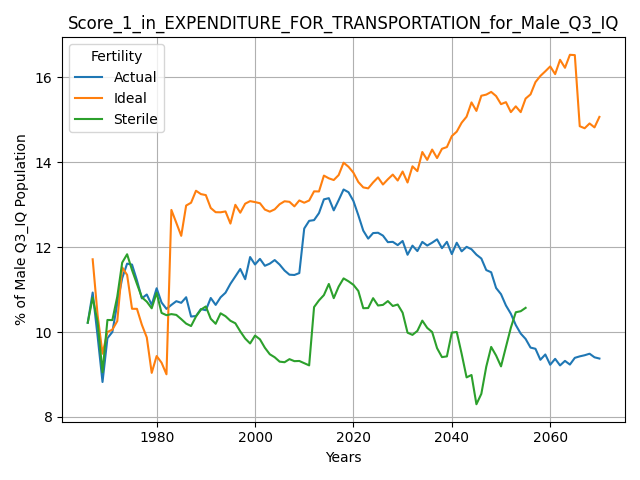 Score_1_in_EXPENDITURE_FOR_TRANSPORTATION_for_Male_Q3_IQ
Fertility
Actual
Ideal
Sterile
% of Male Q3_IQ Population
16
14
12
10
8
1980
2000
2020
2040
2060
Years